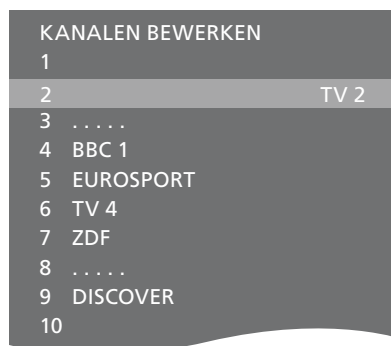 KANALEN BEWERKEN
1
2 TV 2
3 .....
4 BBC 1
5 EUROSPORT
6 TV 4
7 ZDF
8 .....
9 DISCOVER
10